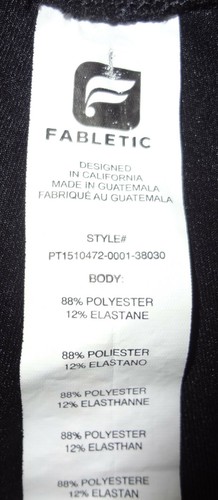 FABLETIC
DESIGNED
IN CALIFORNIA
MADE IN GUATEMALA
FABRIQUÉ AU GUATEMALA
STYLE#
PT1510472-0001-38030
BODY:
88% POLYESTER
12% ELASTANE
88% POLIESTER
12% ELASTANO
88% POLYESTER
12% ELASTHANNE
88% POLYESTER
12% ELASTHAN
88% POLYESTERE
12% ELASTAN